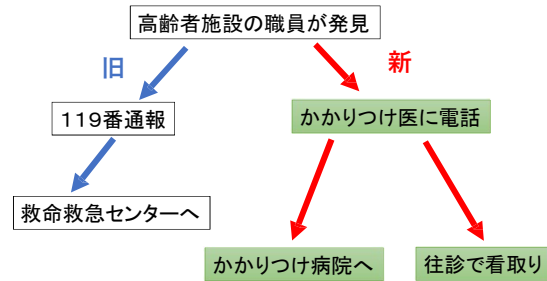 高齢者施設の職員が発見
旧
新
119番通報
かかりつけ医に電話
救命救急センターへ
かかりつけ病院へ
往診で看取り